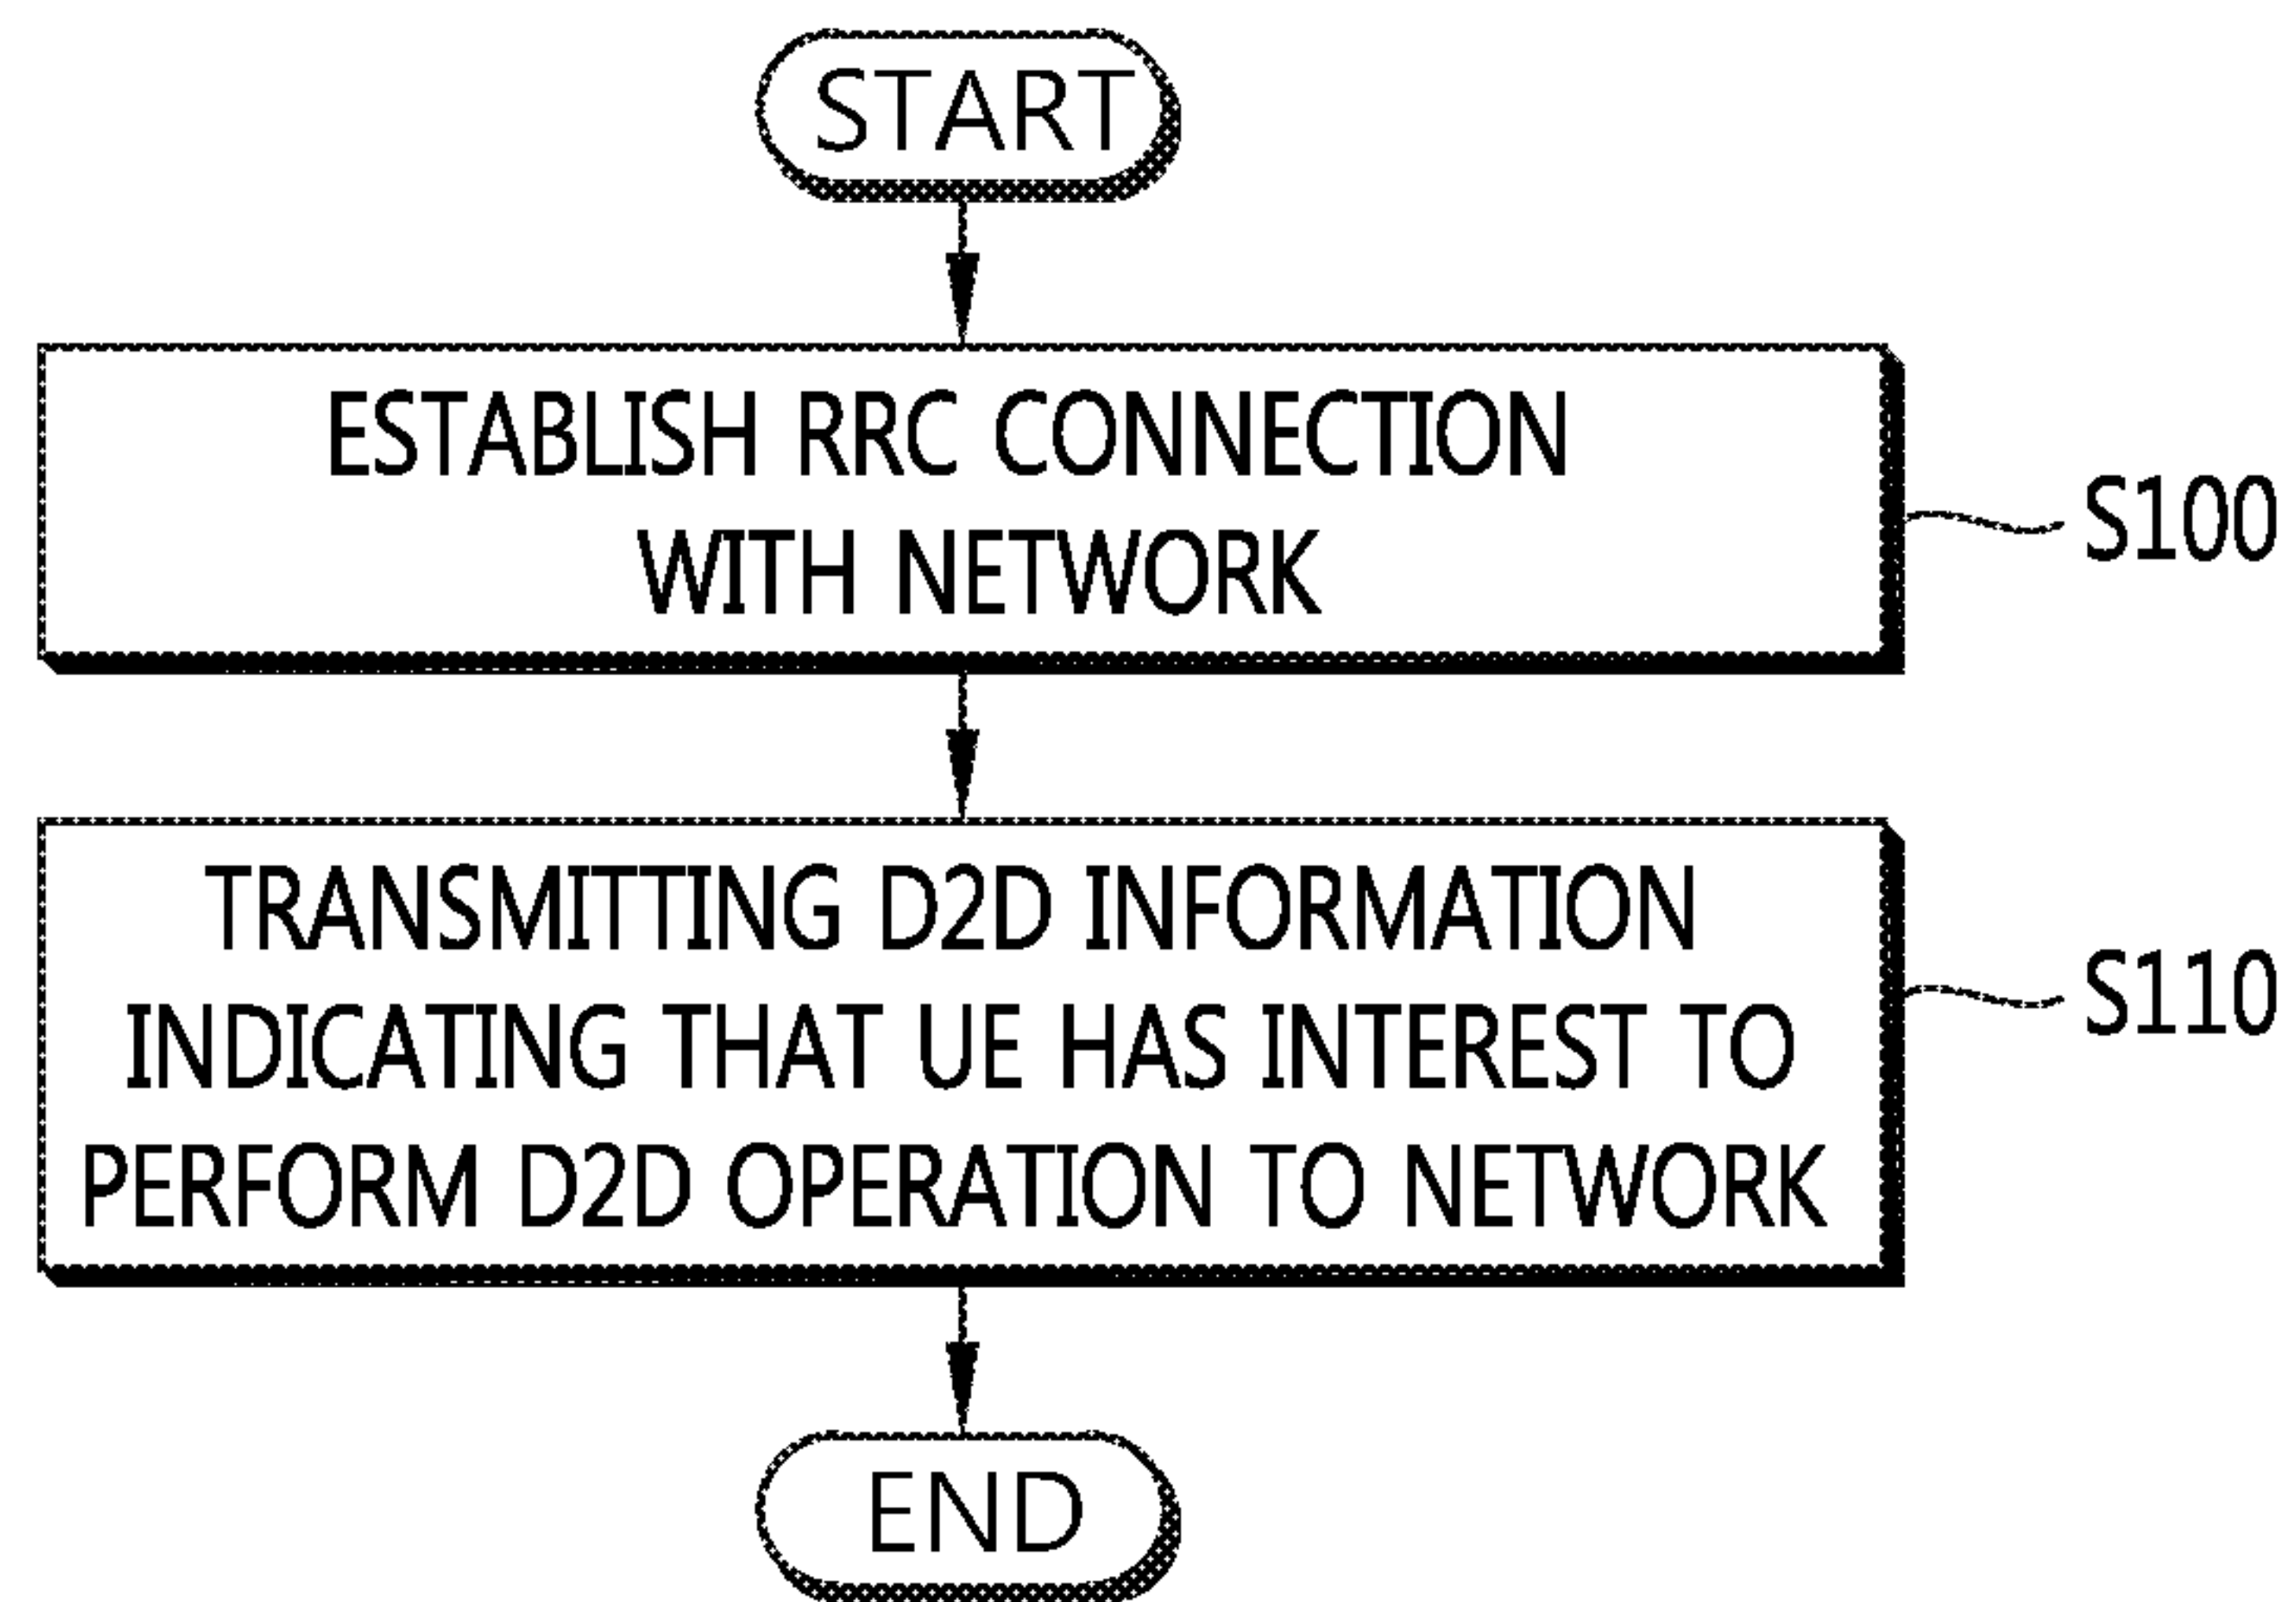 START
ESTABLISH RRC CONNECTION
WITH NETWORK
S100
TRANSMITTING D2D INFORMATION
INDICATING THAT UE HAS INTEREST TO
PERFORM D2D OPERATION TO NETWORK
S110
END